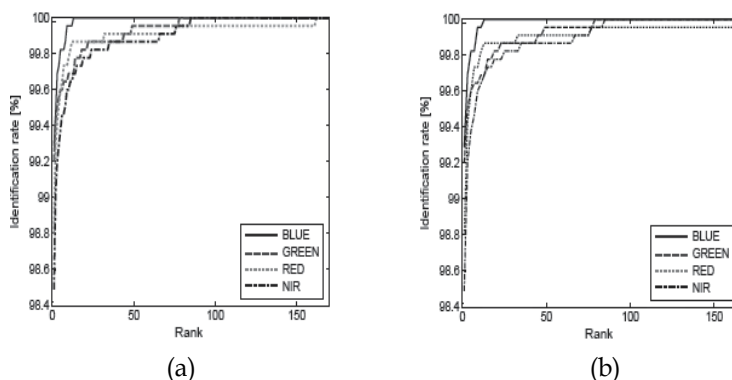 Identification rate [%]
100
99.8
99.6
99.4
99.2
99
98.8
98.6
98.4
0
50
100
150
Rank
BLUE
GREEN
RED
NIR
(a)
Identification rate [%]
100
99.8
99.6
99.4
99.2
99
98.8
98.6
98.4
0
50
100
150
Rank
BLUE
GREEN
RED
NIR
(b)